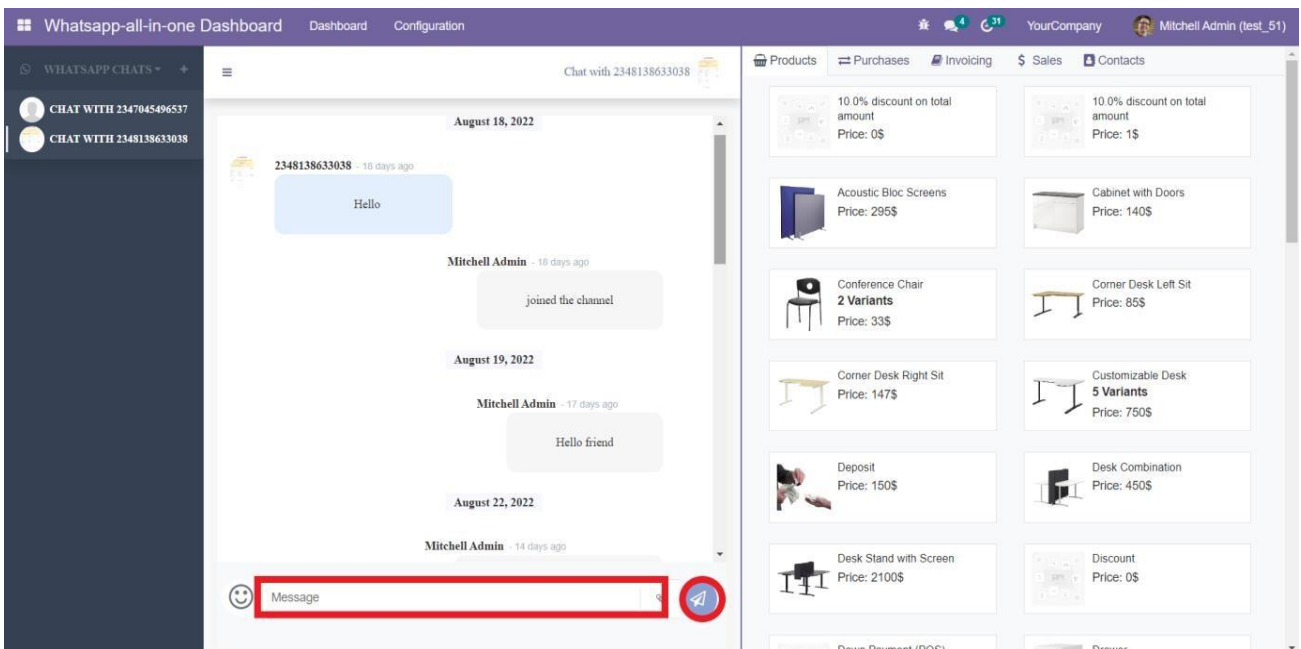 Whatsapp-all-in-one Dashboard Dashboard Configuration 4 31 YourCompany Mitchell Admin (test_51)
WHATSAPP CHATS +
CHAT WITH 2347045496537
CHAT WITH 2348138633038
Chat with 2348138633038
August 18, 2022
2348138633038 - 18 days ago
Hello
Mitchell Admin - 18 days ago
joined the channel
August 19, 2022
Mitchell Admin - 17 days ago
Hello friend
August 22, 2022
Mitchell Admin - 14 days ago
Message
Products Purchases Invoicing $ Sales Contacts
10.0% discount on total
amount
Price: 0$
10.0% discount on total
amount
Price: 1$
Acoustic Bloc Screens
Price: 295$
Cabinet with Doors
Price: 140$
Conference Chair
2 Variants
Price: 33$
Corner Desk Left Sit
Price: 85$
Corner Desk Right Sit
Price: 147$
Customizable Desk
5 Variants
Price: 750$
Deposit
Price: 150$
Desk Combination
Price: 450$
Desk Stand with Screen
Price: 2100$
Discount
Price: 0$
Down Payment (POS)
Drawer